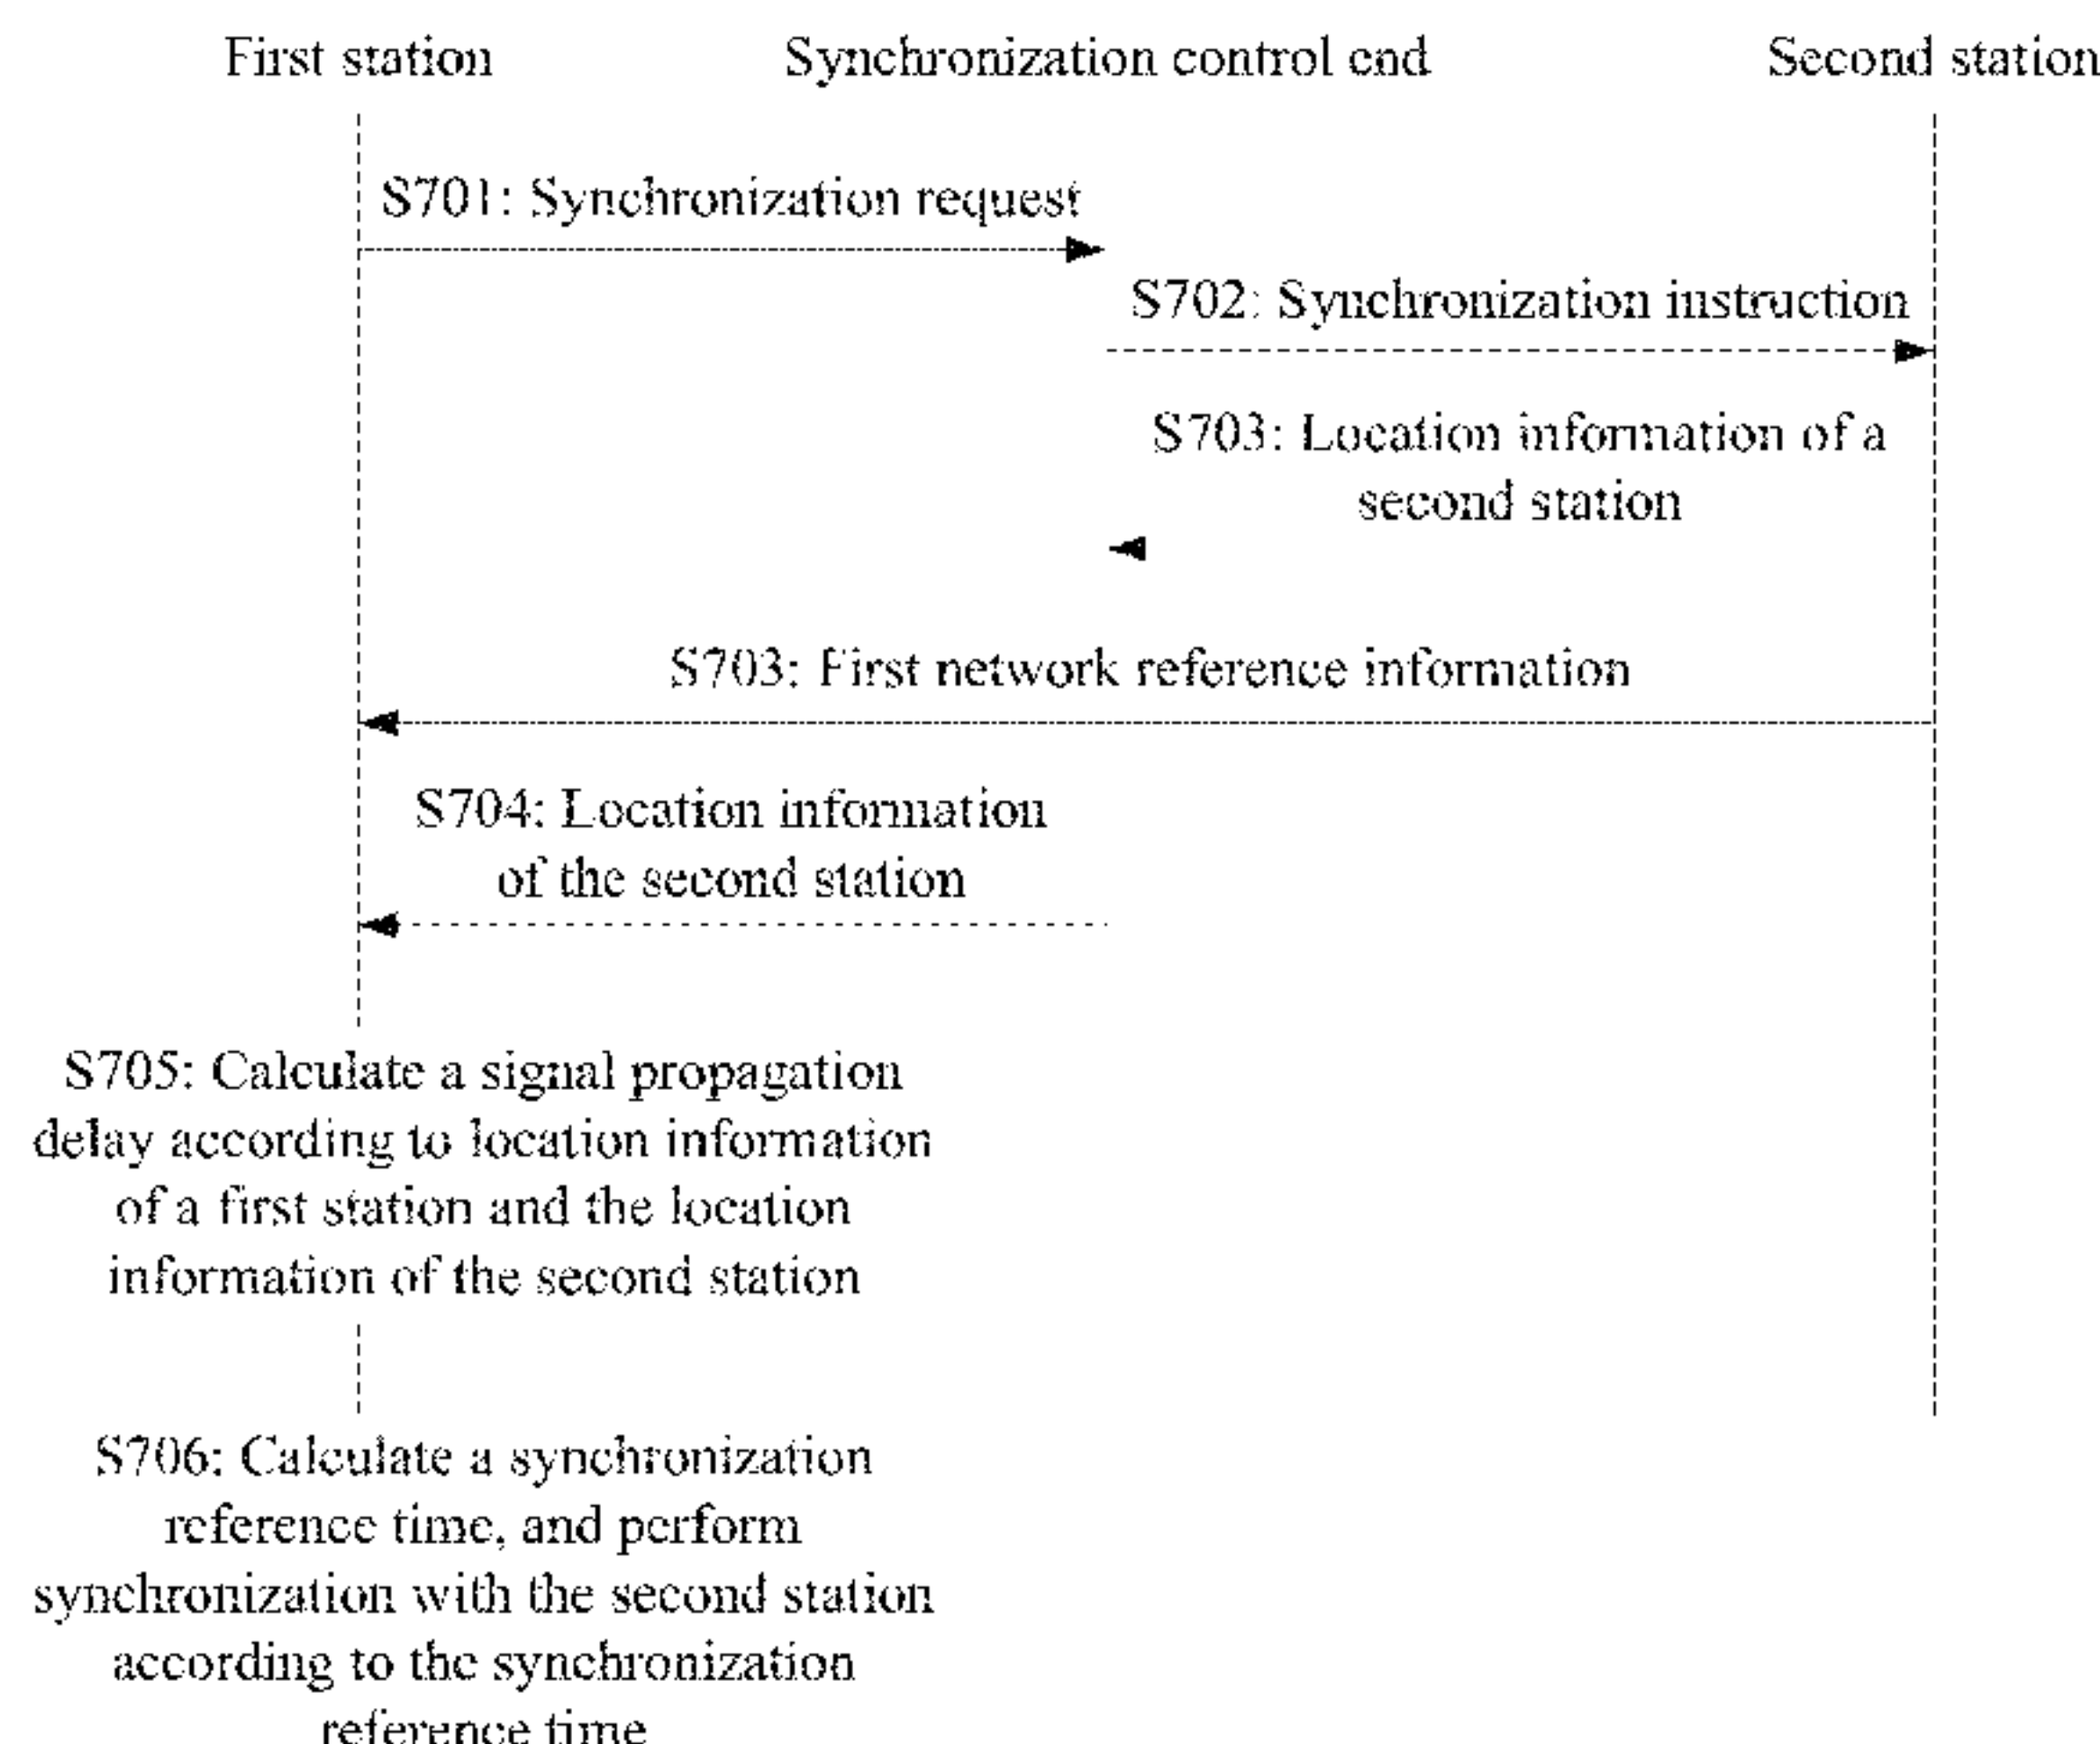 First station
Synchronization control end
Second station
S701: Synchronization request
S702: Synchronization instruction
S703: Location information of a
second station
S703: First network reference information
S704: Location information
of the second station
S705: Calculate a signal propagation
delay according to location information
of a first station and the location
information of the second station
S706: Calculate a synchronization
reference time, and perform
synchronization with the second station
according to the synchronization
reference time